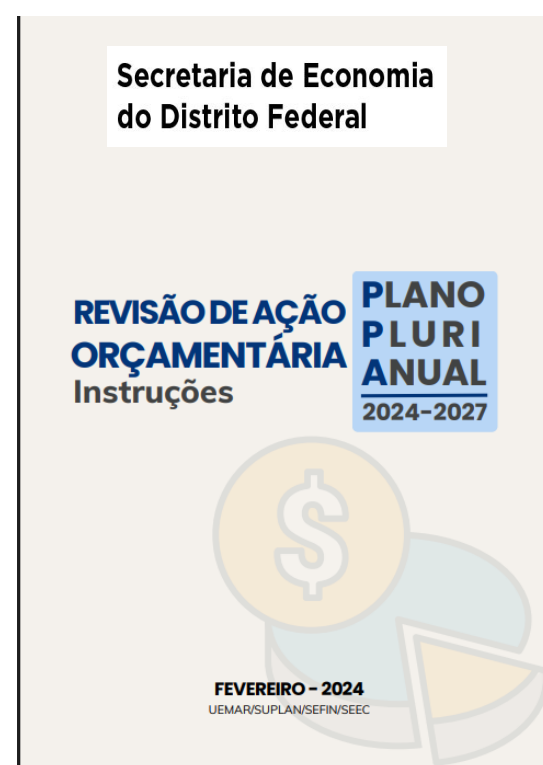 Secretaria de Economia
do Distrito Federal
REVISÃO DE AÇÃO
ORÇAMENTÁRIA
Instruções
PLANO
PLURI
ANUAL
2024-2027
$
FEVEREIRO - 2024
UEMAR/SUPLAN/SEFIN/SEEC